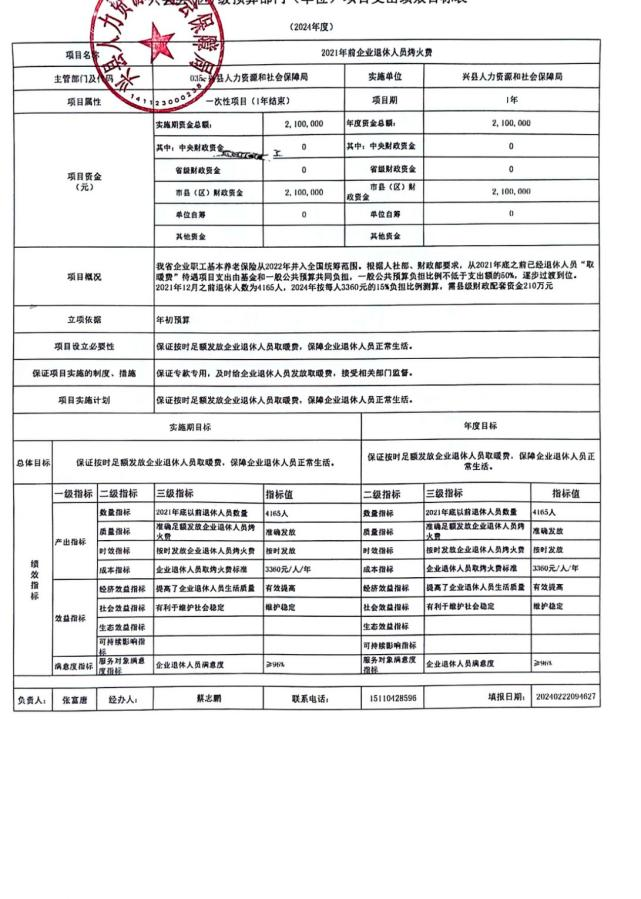 级预算部门（单位）项目支出绩效目标表
（2024年度）
项目名称 2021年前企业退休人员烤火费
主管部门及代码 035-兴县人力资源和社会保障局 实施单位 兴县人力资源和社会保障局
项目属性 一次性项目（1年结束） 项目期 1年
项目资金（元） 实施期资金总额： 2,100,000 年度资金总额： 2,100,000
其中：中央财政资金 0 其中：中央财政资金 0
省级财政资金 0 省级财政资金 0
市县（区）财政资金 2,100,000 市县（区）财政资金 2,100,000
单位自筹 0 单位自筹 0
其他资金 其他资金
项目概况 我省企业职工基本养老保险从2022年并入全国统筹范围。根据人社部、财政部要求，从2021年底之前已经退休人员“取
暖费”待遇项目支出由基金和一般公共预算共同负担，一般公共预算负担比例不低于支出额的50%，逐步过渡到位。
2021年12月之前退休人数为4165人，2024年按每人3360元的15%负担比例测算，需县级财政配套资金210万元
立项依据 年初预算
项目设立必要性 保证按时足额发放企业退休人员取暖费，保障企业退休人员正常生活。
保证项目实施的制度、措施 保证专款专用，及时给企业退休人员发放取暖费，接受相关部门监督。
项目实施计划 保证按时足额发放企业退休人员取暖费，保障企业退休人员正常生活。
实施期目标 年度目标
总体目标 保证按时足额发放企业退休人员取暖费，保障企业退休人员正常生活。 保证按时足额发放企业退休人员取暖费，保障企业退休人员正常生活。
绩效指标 一级指标 二级指标 三级指标 指标值 二级指标 三级指标 指标值
产出指标 数量指标 2021年底以前退休人员数量 4165人 数量指标 2021年底以前退休人员数量 4165人
质量指标 准确足额发放企业退休人员烤火费 准确发放 质量指标 准确足额发放企业退休人员烤火费 准确发放
时效指标 按时发放企业退休人员烤火费 按时发放 时效指标 按时发放企业退休人员烤火费 按时发放
成本指标 企业退休人员取烤火费标准 3360元/人/年 成本指标 企业退休人员取烤火费标准 3360元/人/年
效益指标 经济效益指标 提高了企业退休人员生活质量 有效提高 经济效益指标 提高了企业退休人员生活质量 有效提高
社会效益指标 有利于维护社会稳定 维护稳定 社会效益指标 有利于维护社会稳定 维护稳定
生态效益指标 生态效益指标
可持续影响指标 可持续影响指标
满意度指标 服务对象满意度指标 企业退休人员满意度 ≥96% 服务对象满意度指标 企业退休人员满意度 ≥96%
负责人： 张富唐 经办人： 蔡志鹏 联系电话： 15110428596 填报日期： 20240222094627
兴县人力资源和社会保障局
1411230002386